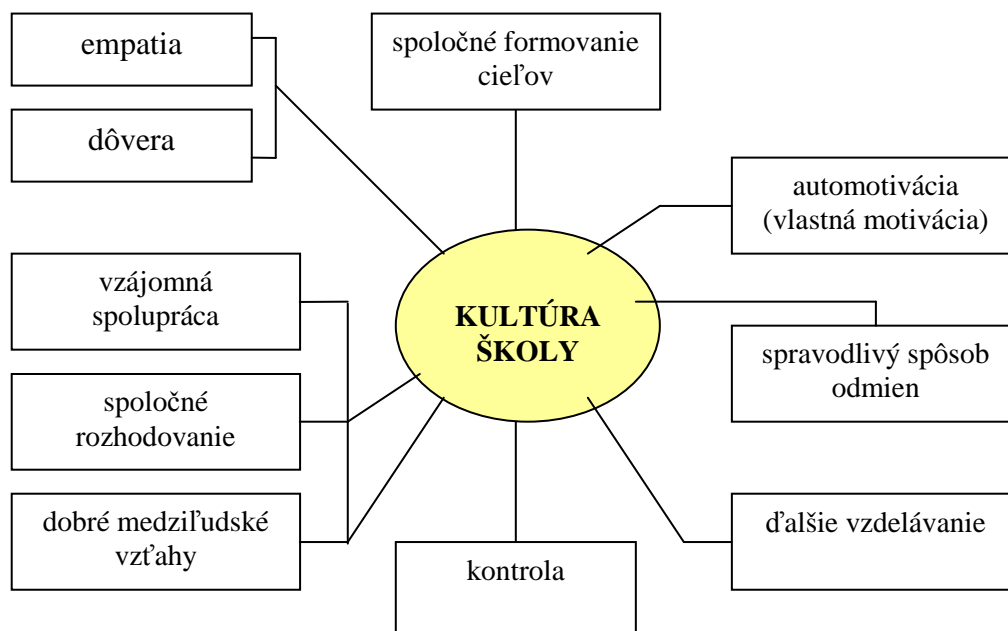 empatia
dôvera
spoločné formovanie
cieľov
automotivácia
(vlastná motivácia)
vzájomná
spolupráca
KULTÚRA
ŠKOLY
spravodlivý spôsob
odmien
spoločné
rozhodovanie
dobré medziľudské
vzťahy
kontrola
ďalšie vzdelávanie